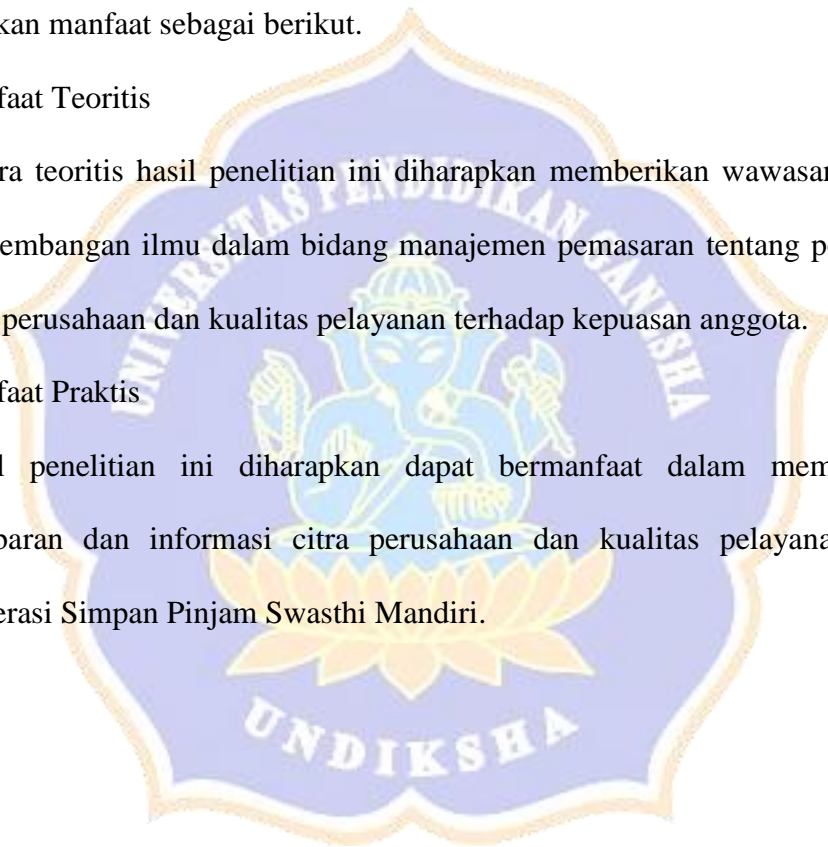 kan manfaat sebagai berikut.
faat Teoritis
ra teoritis hasil penelitian ini diharapkan memberikan wawasan
embangan ilmu dalam bidang manajemen pemasaran tentang pe
perusahaan dan kualitas pelayanan terhadap kepuasan anggota.
faat Praktis
l penelitian ini diharapkan dapat bermanfaat dalam mem
baran dan informasi citra perusahaan dan kualitas pelayana
erasi Simpan Pinjam Swasthi Mandiri.
UNIVERSITAS PENDIDIKAN GANESHA
UNDIKSHA